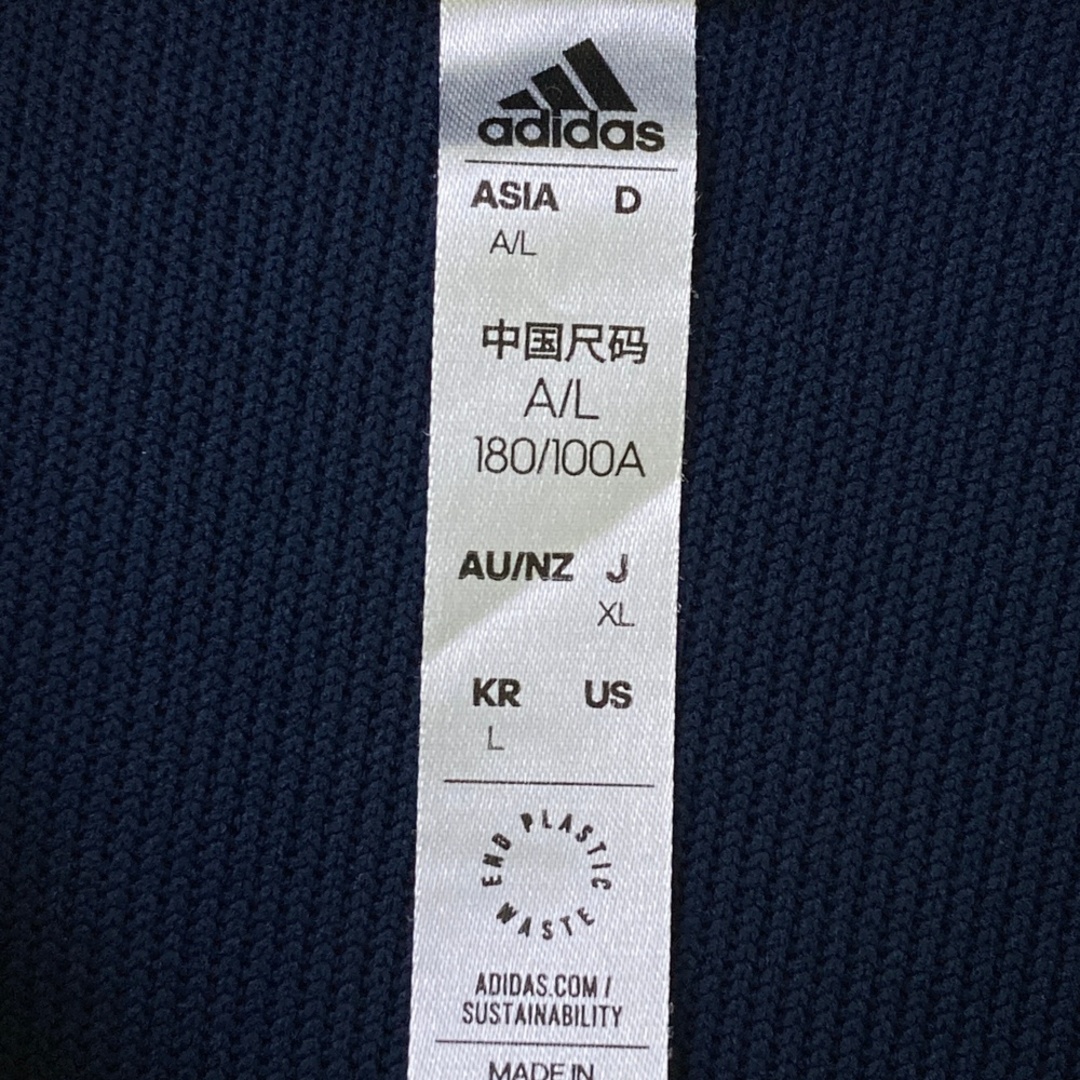 adidas
ASIA D
A/L
中国尺码
A/L
180/100A
AU/NZ J
XL
KR US
L
END PLASTIC WASTE
ADIDAS.COM /
SUSTAINABILITY
MADE IN